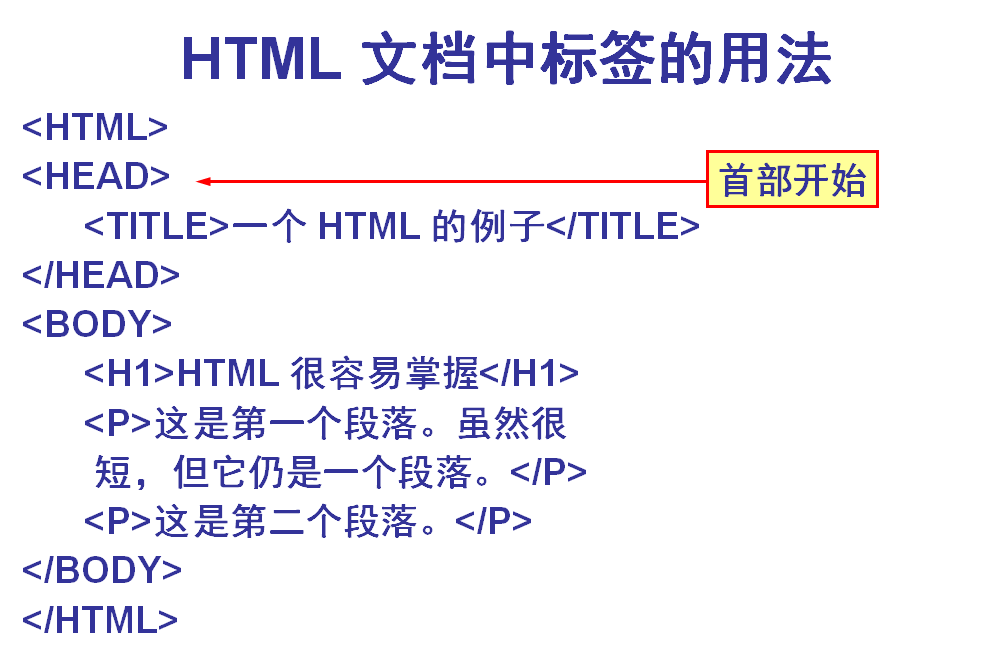 HTML 文档中标签的用法
<HTML>
<HEAD>
首部开始
<TITLE>一个 HTML 的例子</TITLE>
</HEAD>
<BODY>
<H1>HTML 很容易掌握</H1>
<P>这是第一个段落。虽然很
短，但它仍是一个段落。</P>
<P>这是第二个段落。</P>
</BODY>
</HTML>